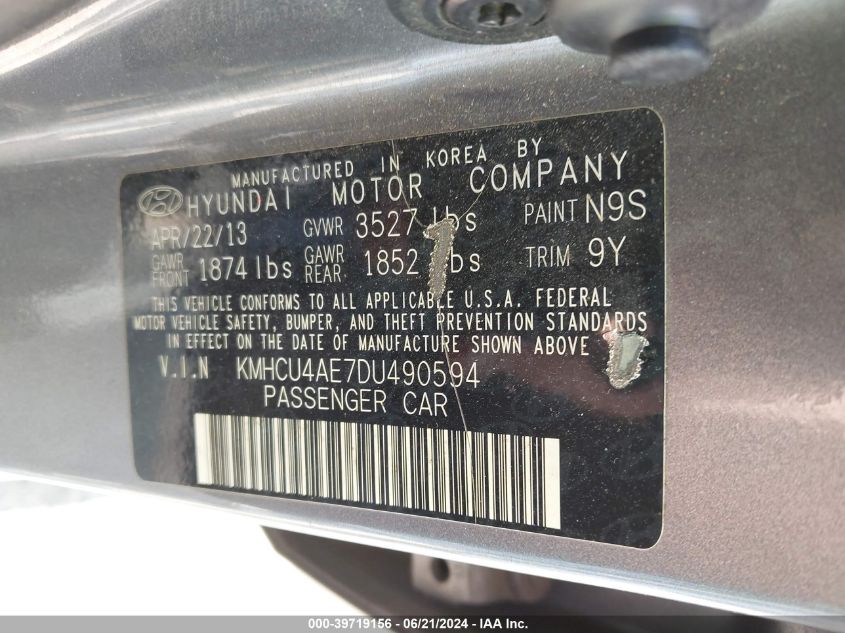 MANUFACTURED IN KOREA BY
HYUNDAI MOTOR COMPANY
APR/22/13 GVWR 3527 lbs PAINT N9S
GAWR FRONT 1874 lbs GAWR REAR 1852 lbs TRIM 9Y
THIS VEHICLE CONFORMS TO ALL APPLICABLE U.S.A. FEDERAL
MOTOR VEHICLE SAFETY, BUMPER, AND THEFT PREVENTION STANDARDS
IN EFFECT ON THE DATE OF MANUFACTURE SHOWN ABOVE
V.I.N KMHCU4AE7DU490594
PASSENGER CAR
000-39719156 - 06/21/2024 - IAA Inc.